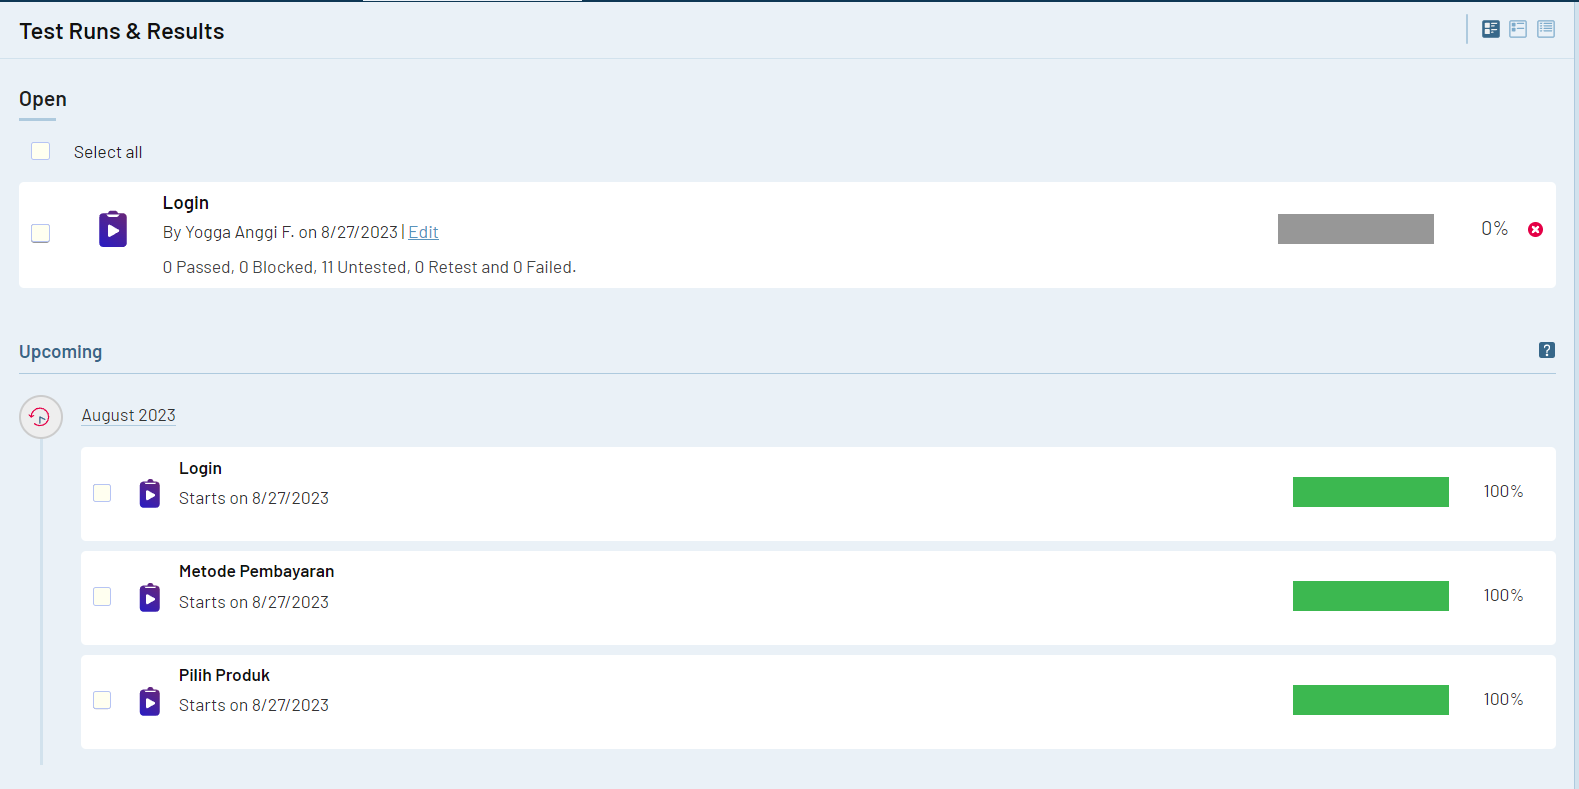 Test Runs & Results
Open
Select all
Login
By Yogga Anggi F. on 8/27/2023 | Edit
0%
0 Passed, 0 Blocked, 11 Untested, 0 Retest and 0 Failed.
Upcoming
?
August 2023
Login
Starts on 8/27/2023
100%
Metode Pembayaran
Starts on 8/27/2023
100%
Pilih Produk
Starts on 8/27/2023
100%